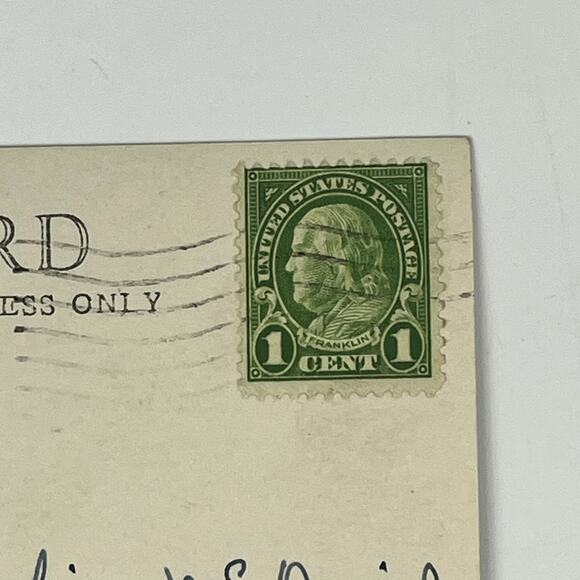 RD
ESS ONLY
UNITED STATES POSTAGE
FRANKLIN
1 CENT 1